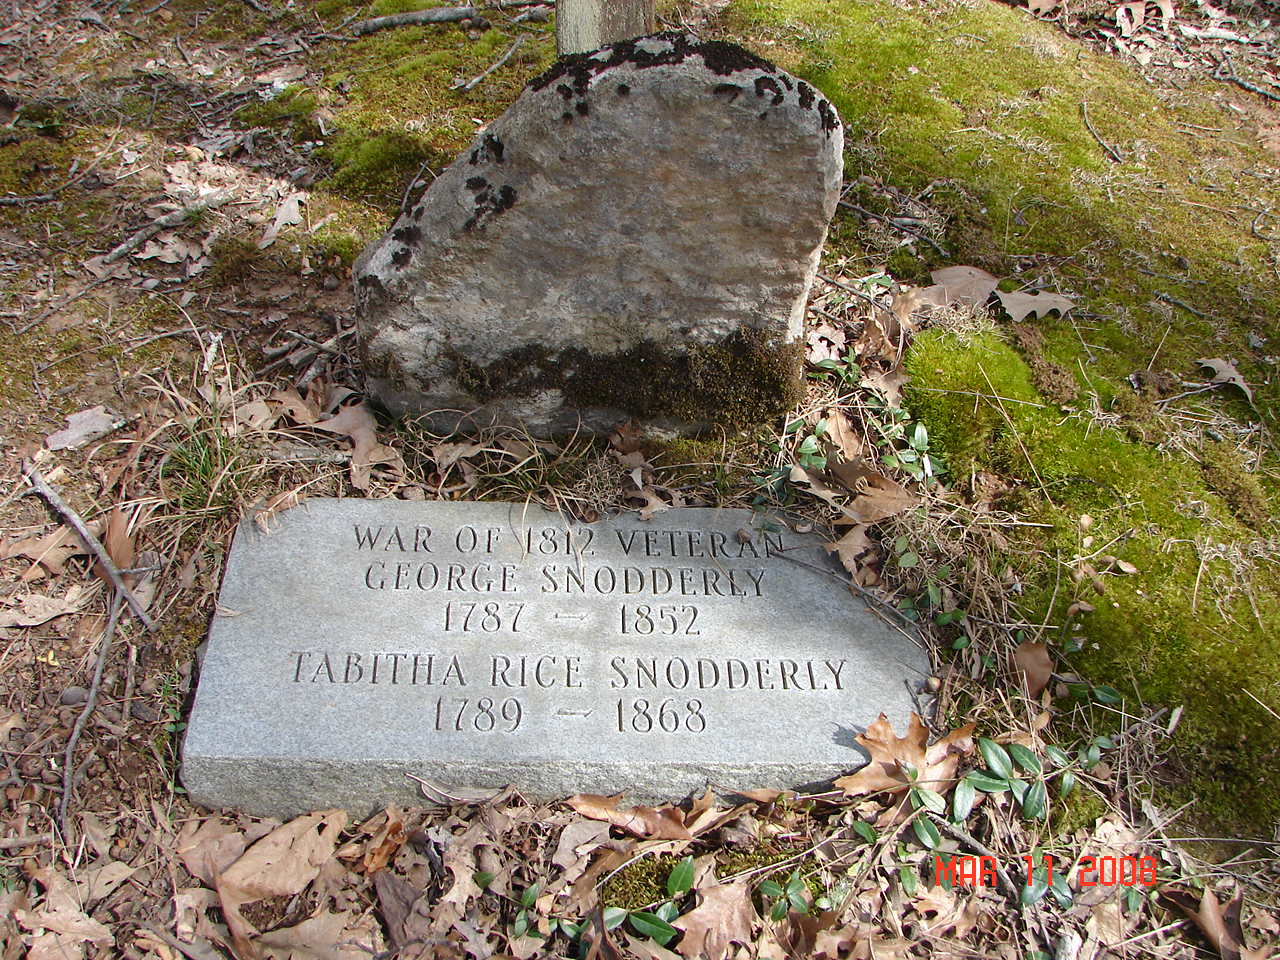 WAR OF 1812 VETERAN
GEORGE SNODDERLY
1787 — 1852
TABITHA RICE SNODDERLY
1789 — 1868
MAR 11 2008